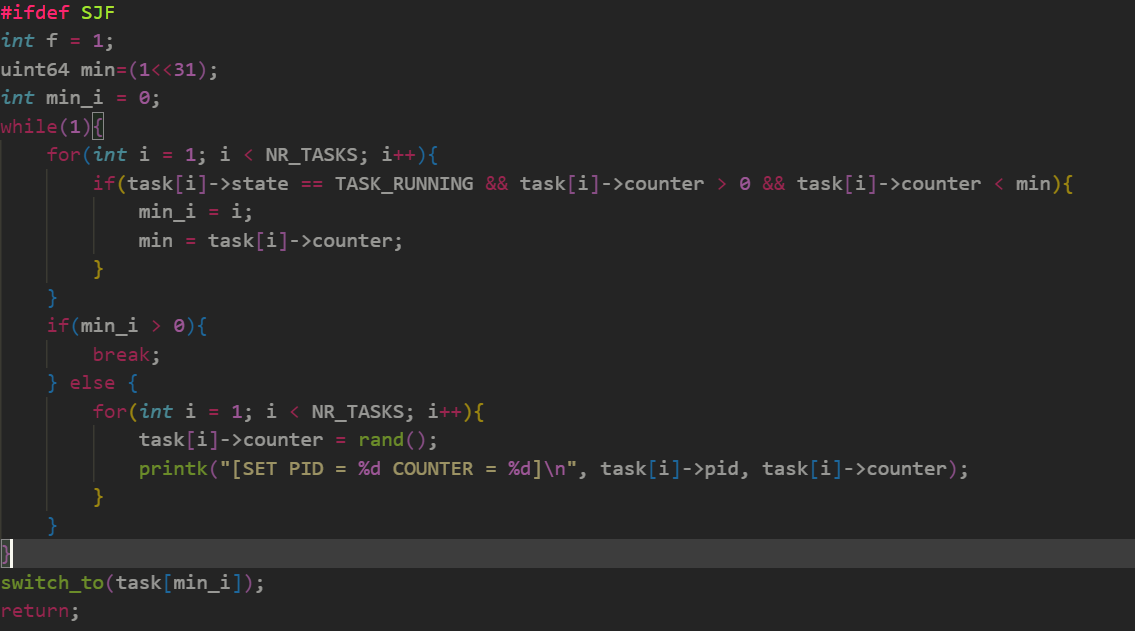 #ifdef SJF
int f = 1;
uint64 min=(1<<31);
int min_i = 0;
while(1){
    for(int i = 1; i < NR_TASKS; i++){
        if(task[i]->state == TASK_RUNNING && task[i]->counter > 0 && task[i]->counter < min){
            min_i = i;
            min = task[i]->counter;
        }
    }
    if(min_i > 0){
        break;
    } else {
        for(int i = 1; i < NR_TASKS; i++){
            task[i]->counter = rand();
            printk("[SET PID = %d COUNTER = %d]\n", task[i]->pid, task[i]->counter);
        }
    }
}
switch_to(task[min_i]);
return;